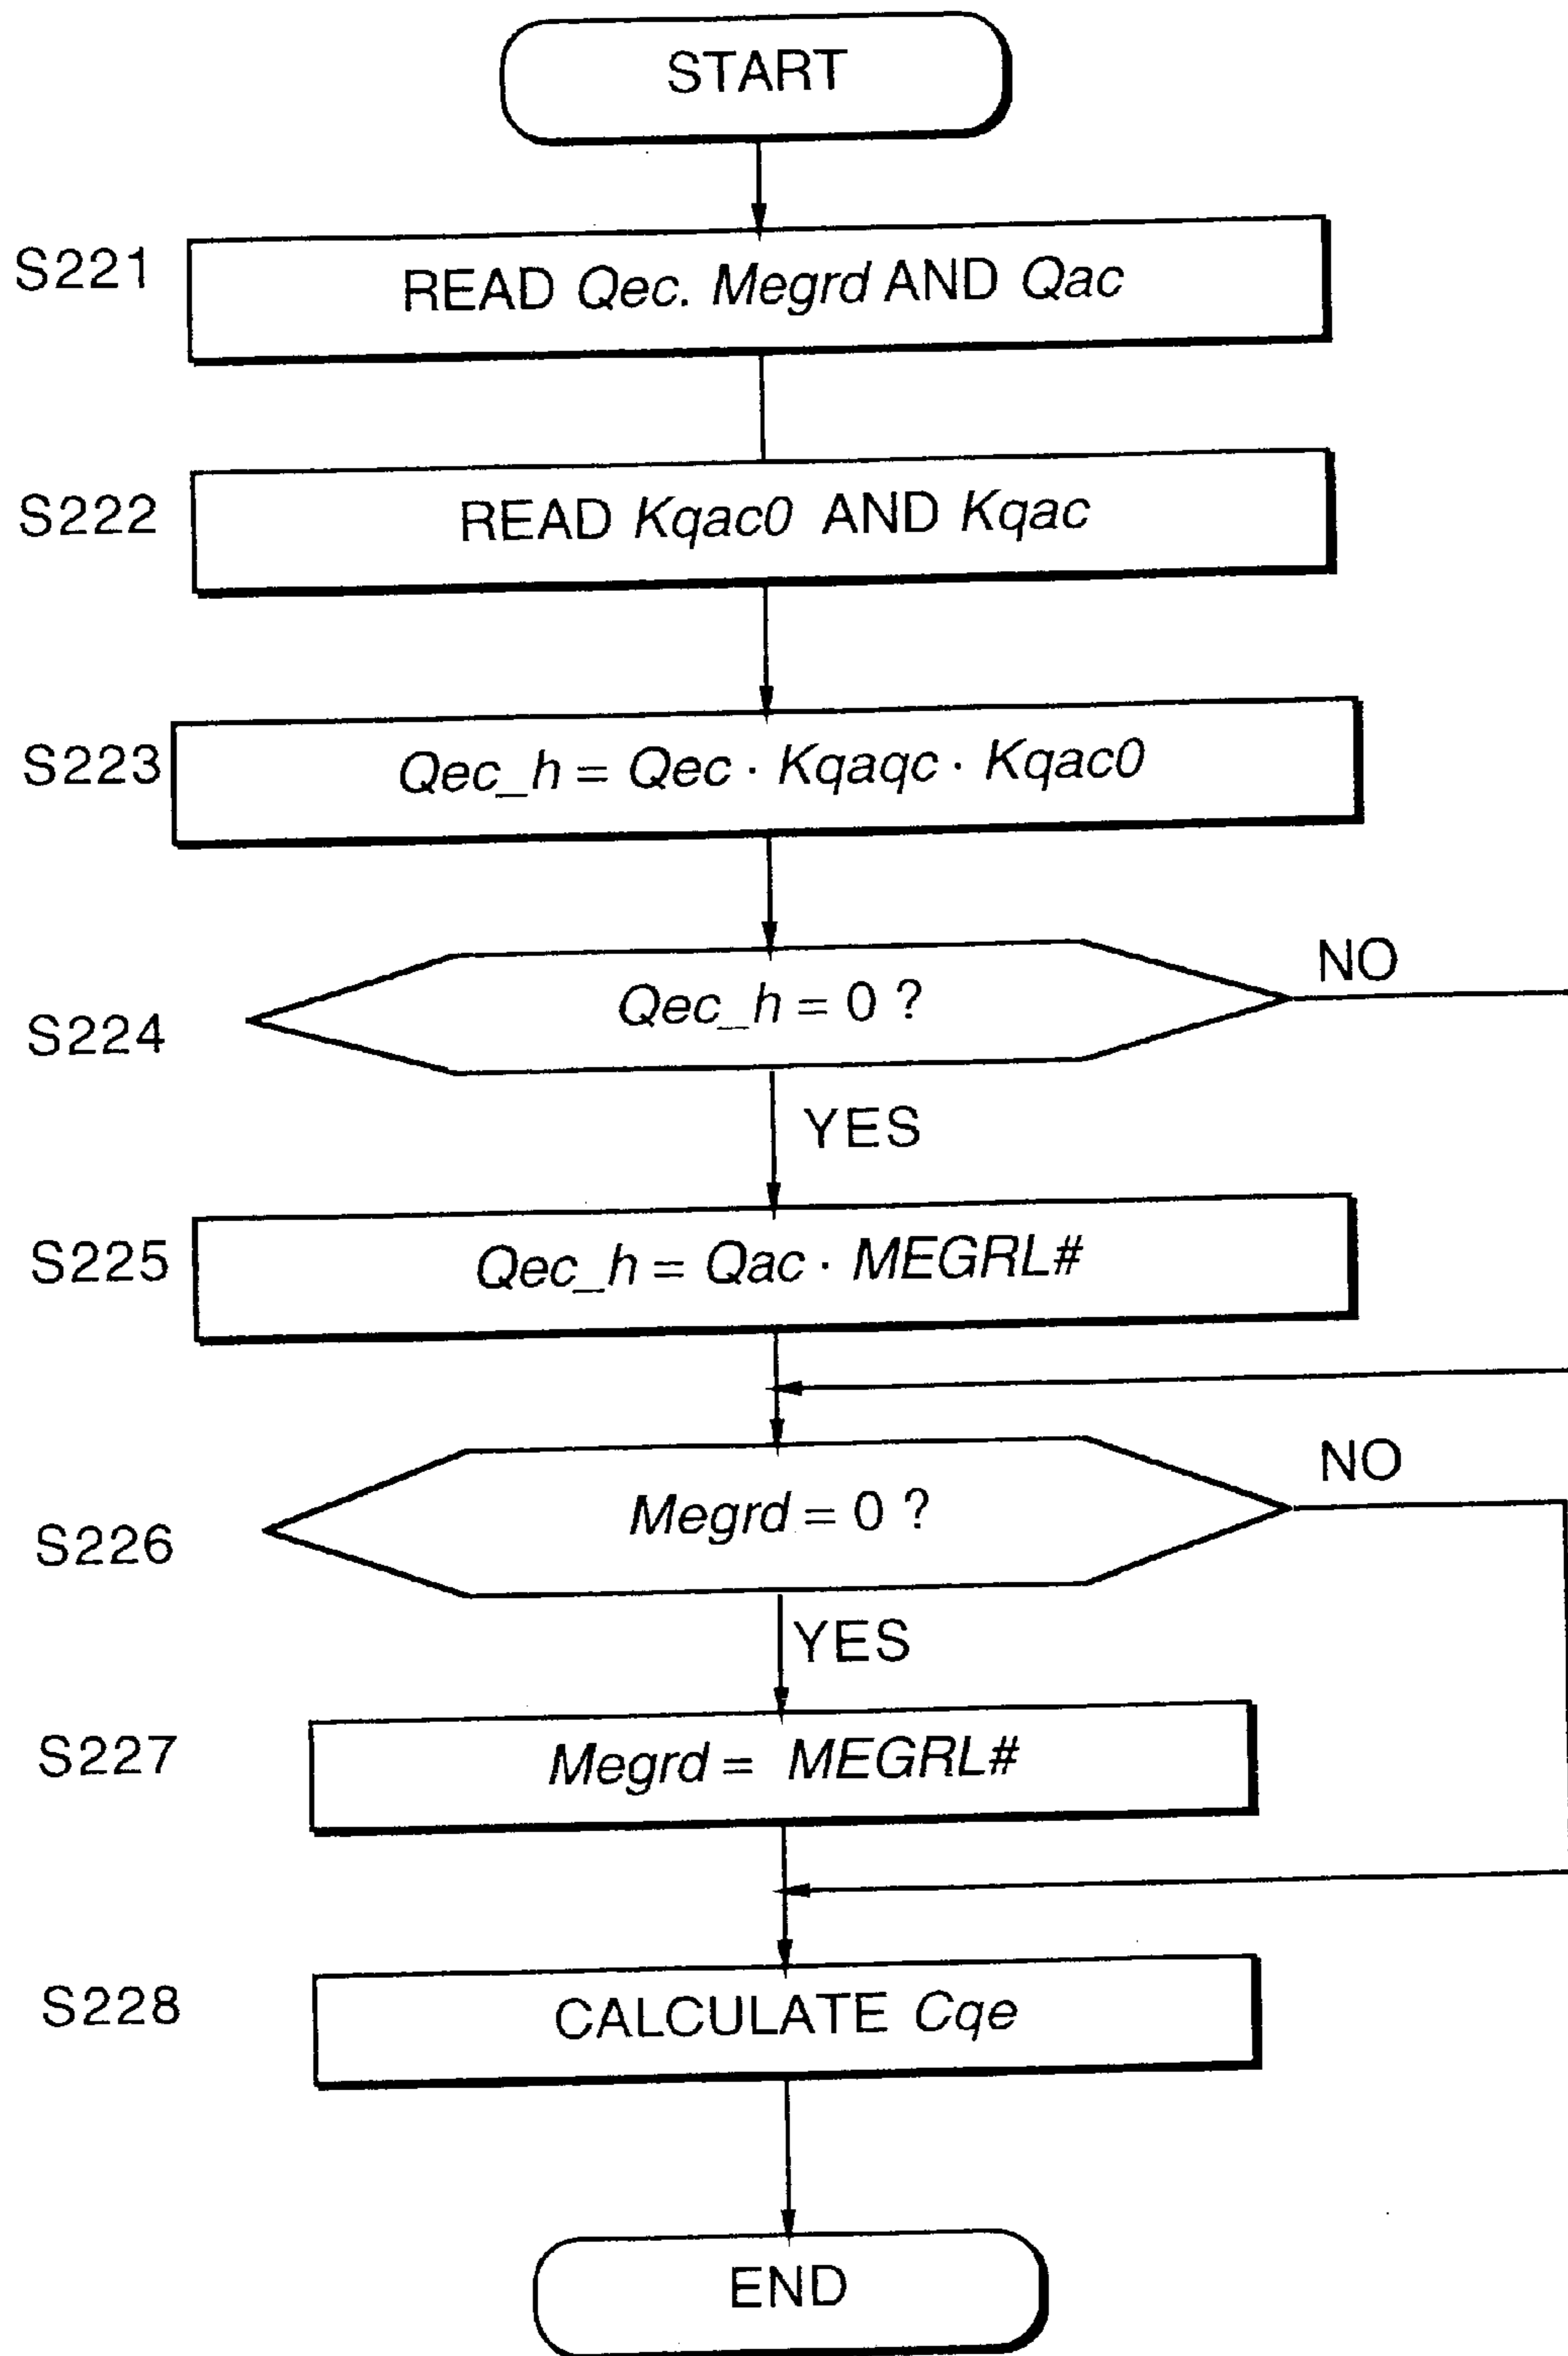 START
S221
READ Qec. Megrd AND Qac
S222
READ Kqac0 AND Kqac
S223
Qec_h = Qec · Kqaqc · Kqac0
S224
Qec_h = 0 ?
NO
YES
S225
Qec_h = Qac · MEGRL#
S226
Megrd = 0 ?
NO
YES
S227
Megrd = MEGRL#
S228
CALCULATE Cqe
END